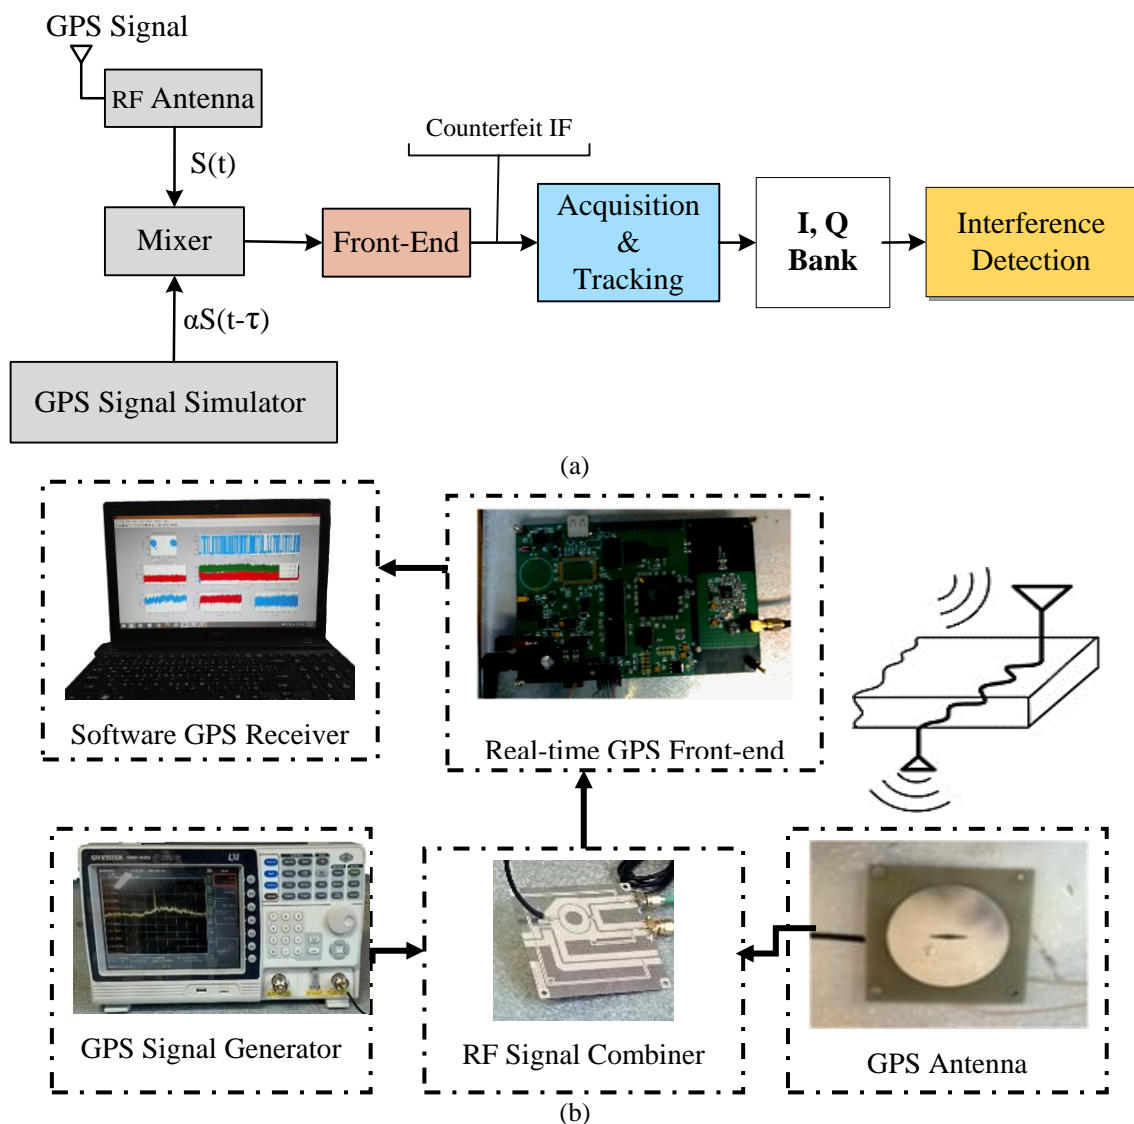 GPS Signal
RF Antenna
S(t)
Counterfeit IF
Mixer
Front-End
Acquisition
&
Tracking
I, Q
Bank
Interference
Detection
αS(t-τ)
GPS Signal Simulator
(a)
Software GPS Receiver
Real-time GPS Front-end
GPS Signal Generator
RF Signal Combiner
GPS Antenna
(b)